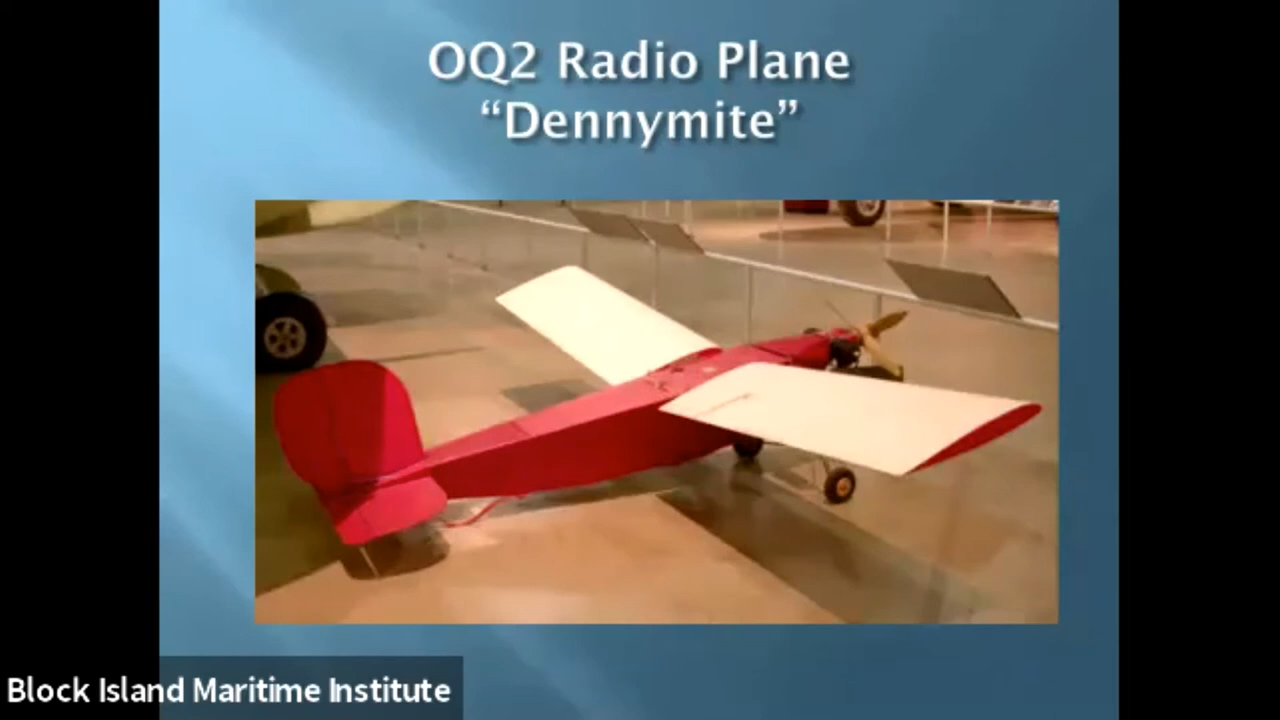 OQ2 Radio Plane
“Dennymite”
Block Island Maritime Institute